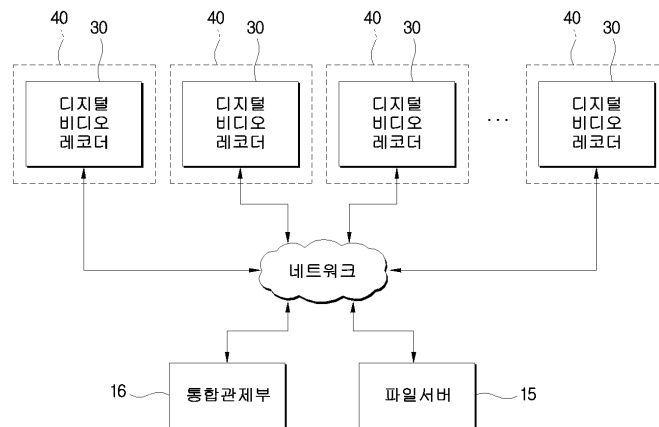 40 30 40 30 40 30 40 30
디지털 디지털 디지털 디지털
비디오 비디오 비디오 ... 비디오
레코더 레코더 레코더 레코더
네트워크
16 통합관제부 파일서버 15